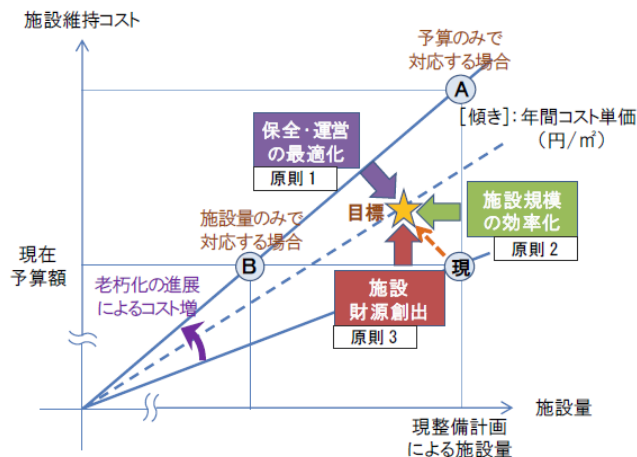 施設維持コスト
予算のみで
対応する場合
A
[傾き]：年間コスト単価
（円/㎡）
保全・運営
の最適化
原則1
目標
施設規模
の効率化
原則2
施設量のみで
対応する場合
現在
予算額
B
現
老朽化の進展
によるコスト増
施設
財源創出
原則3
施設量
現整備計画
による施設量